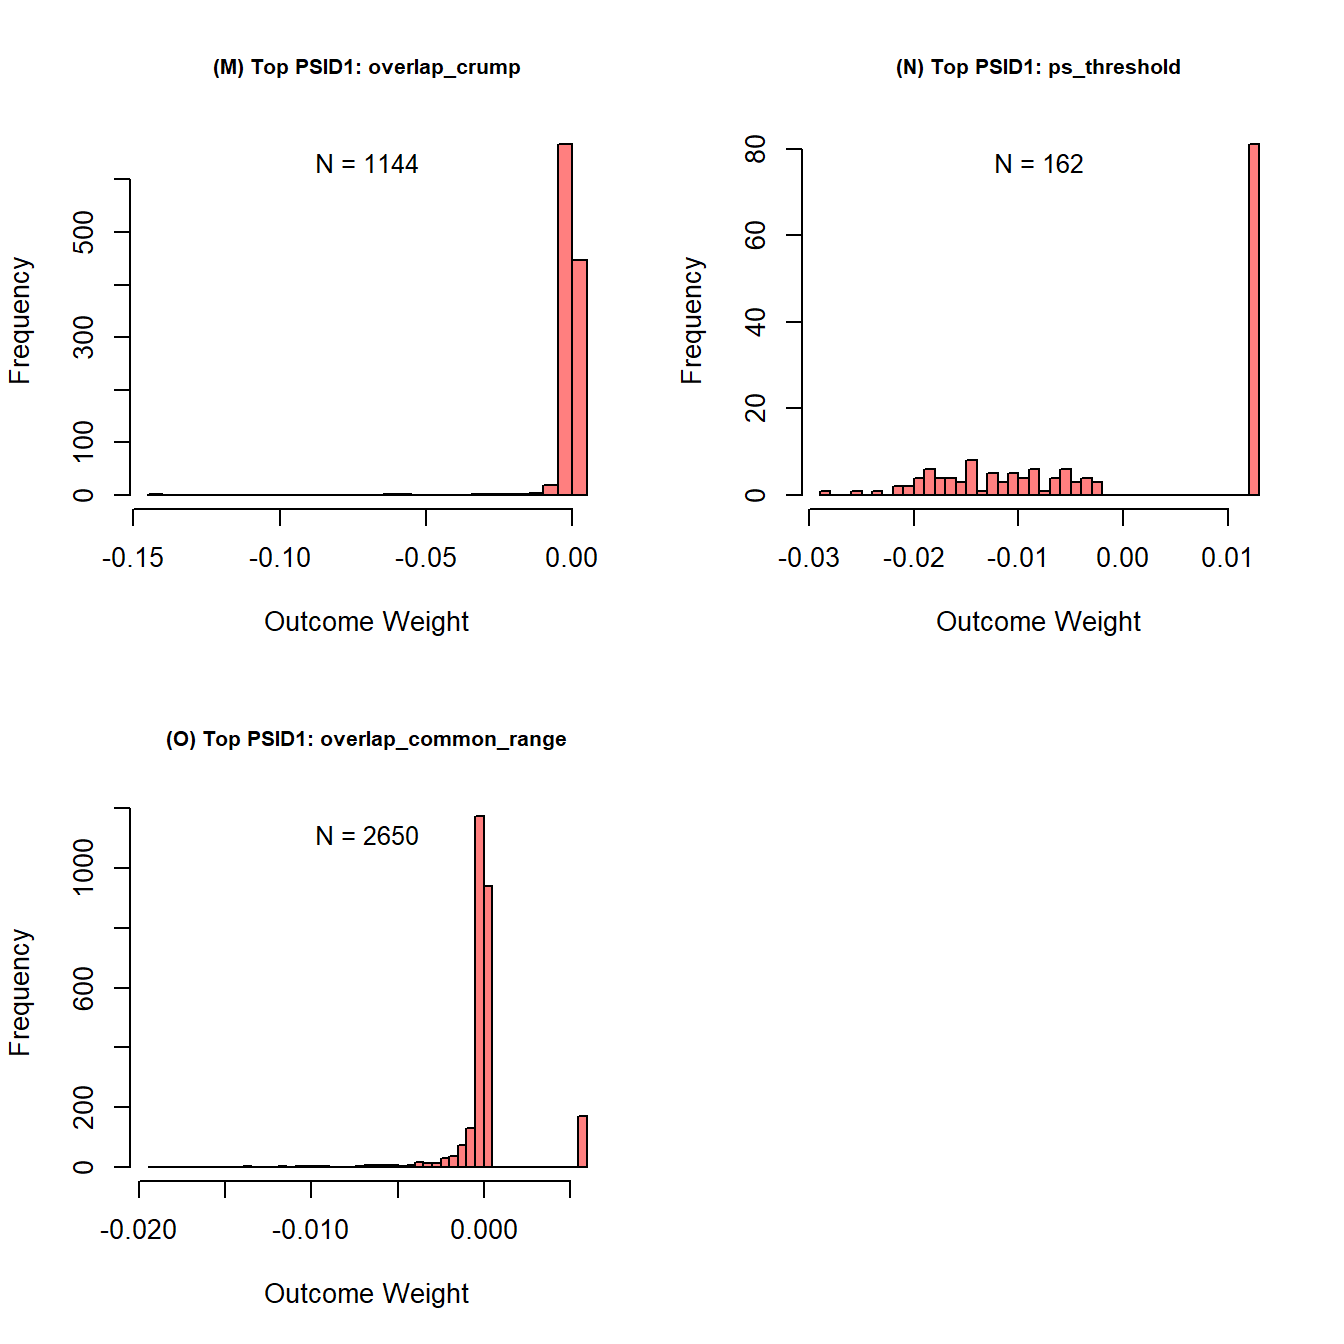 (M) Top PSID1: overlap_crump
N = 1144
Frequency
0 100 300 500
-0.15 -0.10 -0.05 0.00
Outcome Weight
(N) Top PSID1: ps_threshold
N = 162
Frequency
0 20 40 60 80
-0.03 -0.02 -0.01 0.00 0.01
Outcome Weight
(O) Top PSID1: overlap_common_range
N = 2650
Frequency
0 200 600 1000
-0.020 -0.010 0.000
Outcome Weight